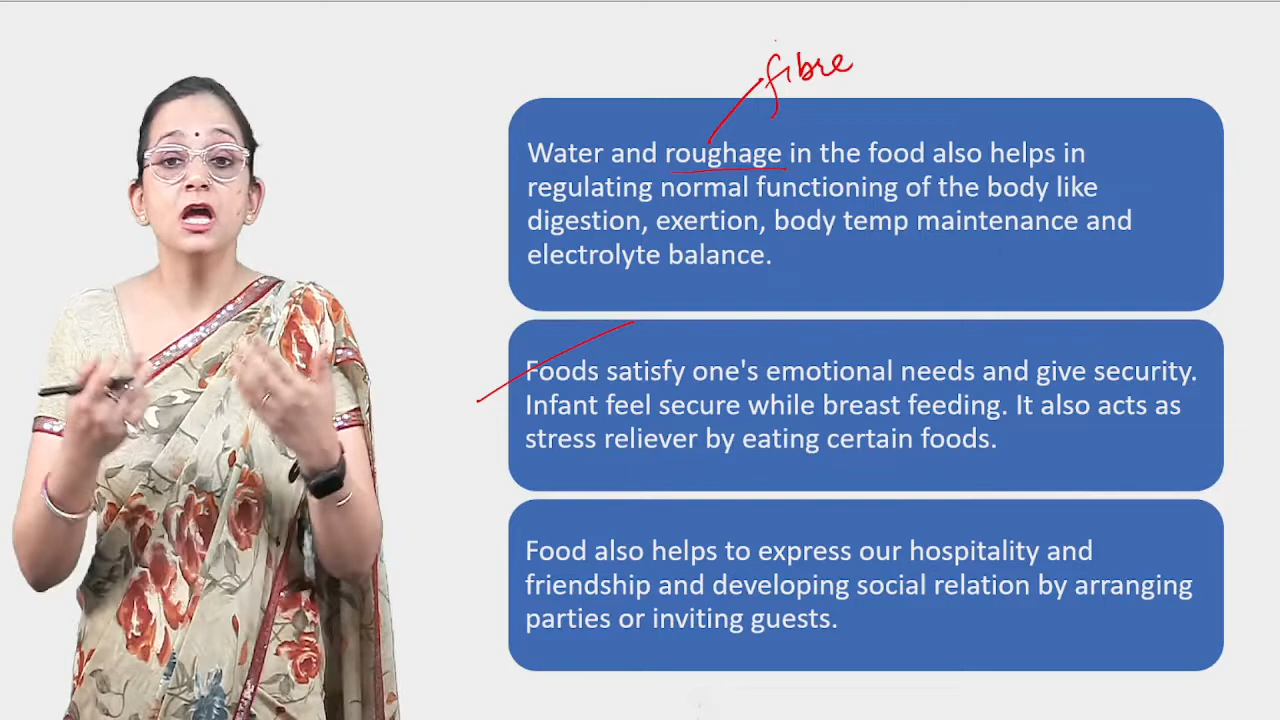 fibre
Water and roughage in the food also helps in
regulating normal functioning of the body like
digestion, exertion, body temp maintenance and
electrolyte balance.
Foods satisfy one's emotional needs and give security.
Infant feel secure while breast feeding. It also acts as
stress reliever by eating certain foods.
Food also helps to express our hospitality and
friendship and developing social relation by arranging
parties or inviting guests.